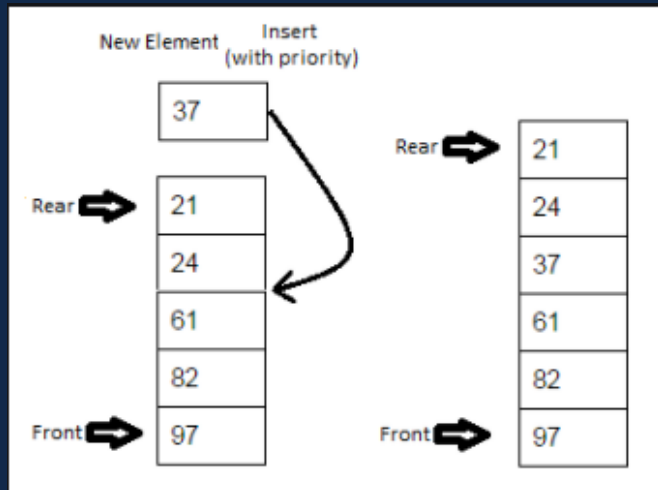 New Element
Insert
(with priority)
37
Rear
21
24
61
82
Front
97
Rear
21
24
37
61
82
Front
97